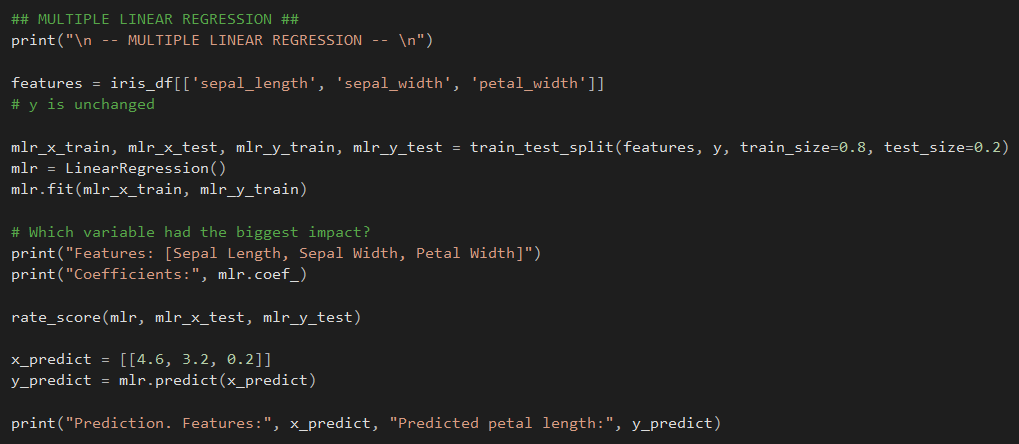 ## MULTIPLE LINEAR REGRESSION ##
print("\n -- MULTIPLE LINEAR REGRESSION -- \n")
features = iris_df[['sepal_length', 'sepal_width', 'petal_width']]
# y is unchanged
mlr_x_train, mlr_x_test, mlr_y_train, mlr_y_test = train_test_split(features, y, train_size=0.8, test_size=0.2)
mlr = LinearRegression()
mlr.fit(mlr_x_train, mlr_y_train)
# Which variable had the biggest impact?
print("Features: [Sepal Length, Sepal Width, Petal Width]")
print("Coefficients:", mlr.coef_)
rate_score(mlr, mlr_x_test, mlr_y_test)
x_predict = [[4.6, 3.2, 0.2]]
y_predict = mlr.predict(x_predict)
print("Prediction. Features:", x_predict, "Predicted petal length:", y_predict)